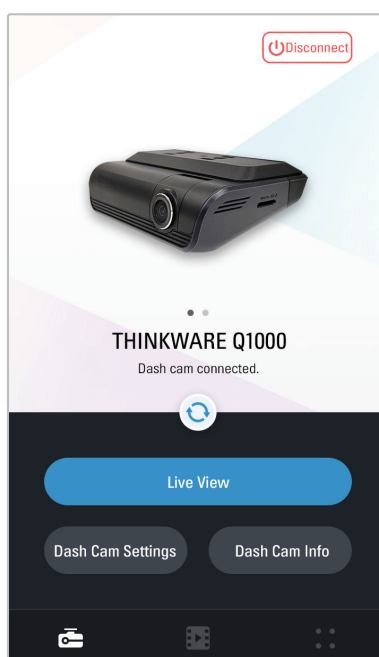 Disconnect
THINKWARE Q1000
Dash cam connected.
Live View
Dash Cam Settings
Dash Cam Info